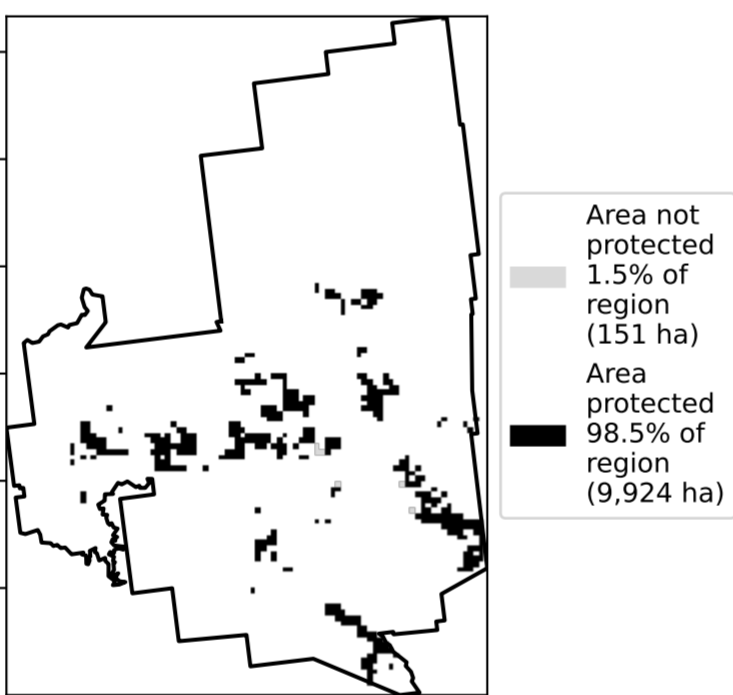 Area not
protected
1.5% of
region
(151 ha)
Area
protected
98.5% of
region
(9,924 ha)